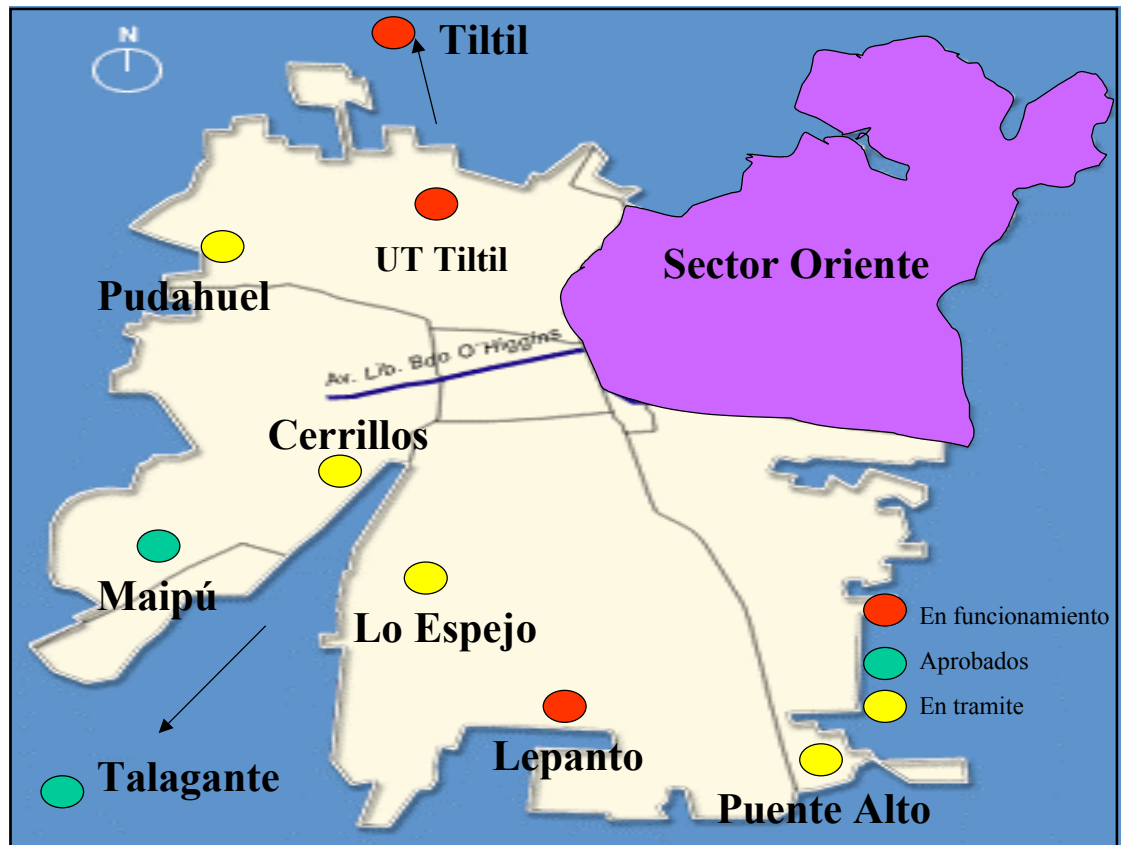 N
Tiltil
UT Tiltil
Sector Oriente
Pudahuel
Av. Lib. Bdo O'Higgins
Cerrillos
Maipú
Lo Espejo
En funcionamiento
Aprobados
En tramite
Lepanto
Talagante
Puente Alto